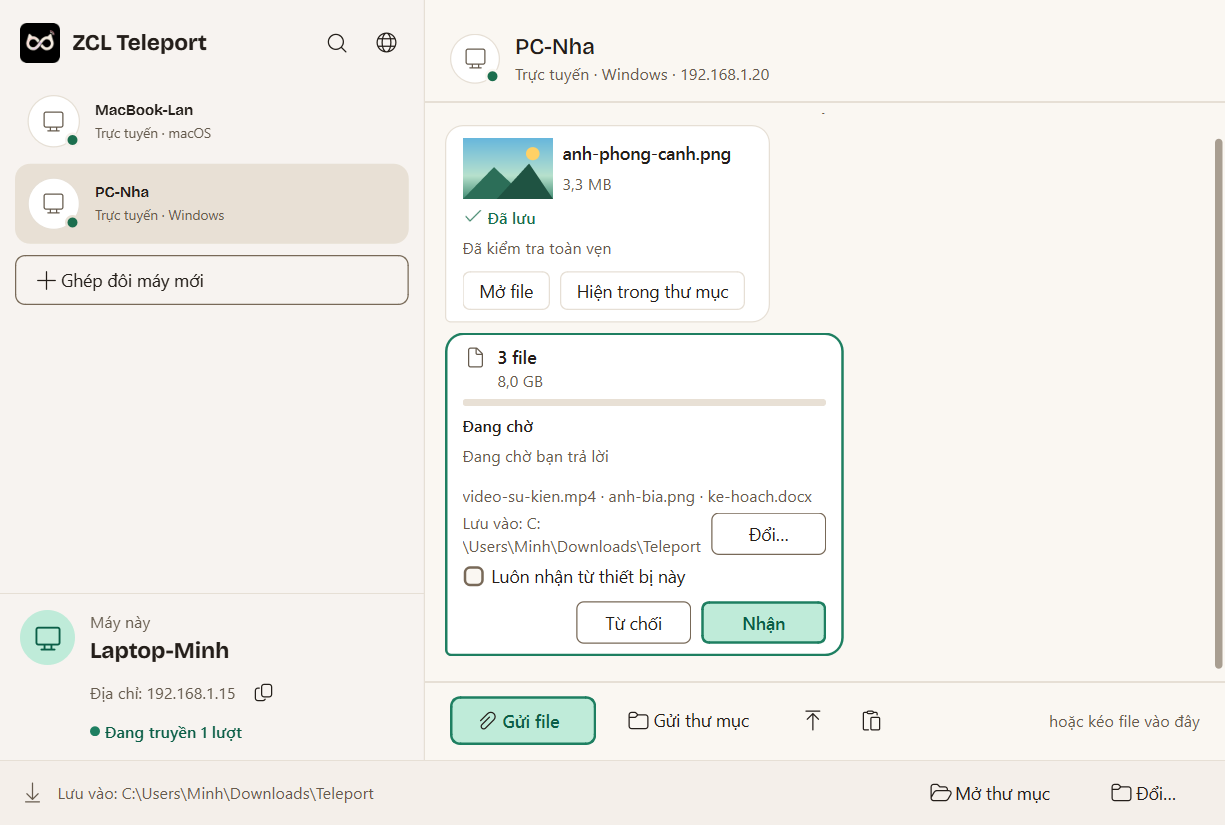 ZCL Teleport
MacBook-Lan
Trực tuyến · macOS
PC-Nha
Trực tuyến · Windows
Ghép đôi máy mới
Máy này
Laptop-Minh
Địa chỉ: 192.168.1.15
Đang truyền 1 lượt
PC-Nha
Trực tuyến · Windows · 192.168.1.20
anh-phong-canh.png
3,3 MB
Đã lưu
Đã kiểm tra toàn vẹn
Mở file
Hiện trong thư mục
3 file
8,0 GB
Đang chờ
Đang chờ bạn trả lời
video-su-kien.mp4 · anh-bia.png · ke-hoach.docx
Lưu vào: C:
\Users\Minh\Downloads\Teleport
Đổi...
Luôn nhận từ thiết bị này
Từ chối
Nhận
Gửi file
Gửi thư mục
hoặc kéo file vào đây
Lưu vào: C:\Users\Minh\Downloads\Teleport
Mở thư mục
Đổi...